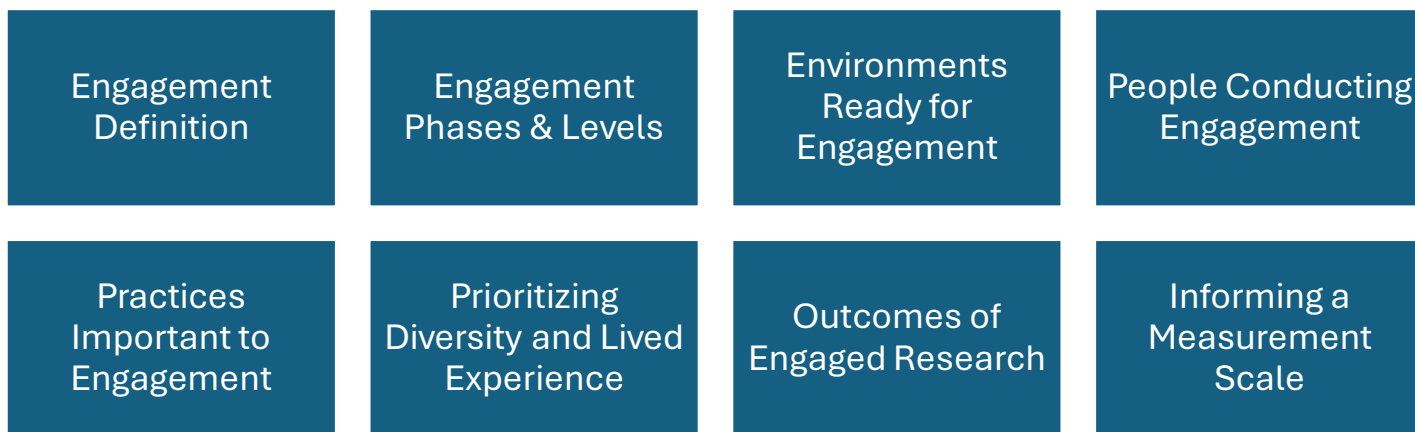 Engagement
Definition
Engagement
Phases & Levels
Environments
Ready for
Engagement
People Conducting
Engagement
Practices
Important to
Engagement
Prioritizing
Diversity and Lived
Experience
Outcomes of
Engaged Research
Informing a
Measurement
Scale